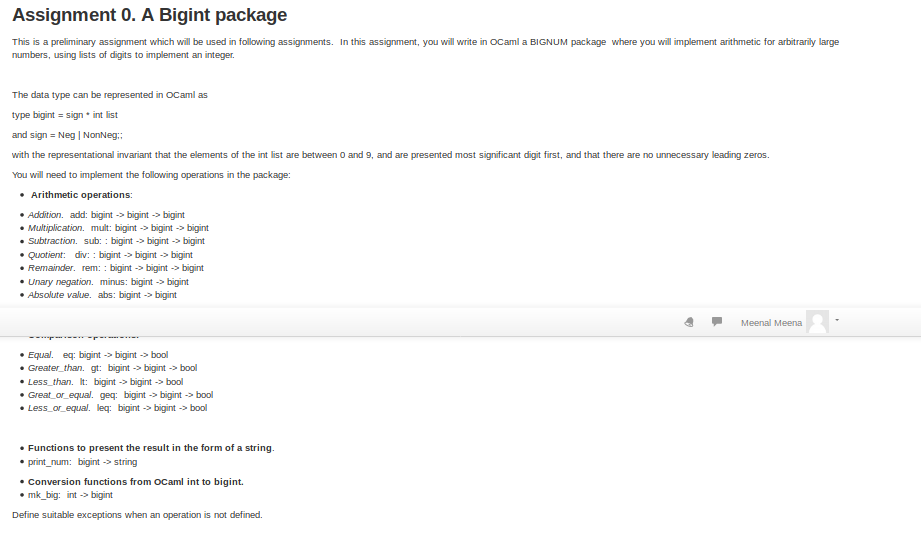 Assignment 0. A Bigint package
This is a preliminary assignment which will be used in following assignments. In this assignment, you will write in OCaml a BIGNUM package where you will implement arithmetic for arbitrarily large
numbers, using lists of digits to implement an integer.
The data type can be represented in OCaml as
type bigint = sign * int list
and sign = Neg | NonNeg;;
with the representational invariant that the elements of the int list are between 0 and 9, and are presented most significant digit first, and that there are no unnecessary leading zeros.
You will need to implement the following operations in the package:
• Arithmetic operations:
• Addition. add: bigint -> bigint -> bigint
• Multiplication. mult: bigint -> bigint -> bigint
• Subtraction. sub: : bigint -> bigint -> bigint
• Quotient: div: : bigint -> bigint -> bigint
• Remainder. rem: : bigint -> bigint -> bigint
• Unary negation. minus: bigint -> bigint
• Absolute value. abs: bigint -> bigint
Meenal Meena
• Equal. eq: bigint -> bigint -> bool
• Greater_than. gt: bigint -> bigint -> bool
• Less_than. lt: bigint -> bigint -> bool
• Great_or_equal. geq: bigint -> bigint -> bool
• Less_or_equal. leq: bigint -> bigint -> bool
• Functions to present the result in the form of a string.
• print_num: bigint -> string
• Conversion functions from OCaml int to bigint.
• mk_big: int -> bigint
Define suitable exceptions when an operation is not defined.